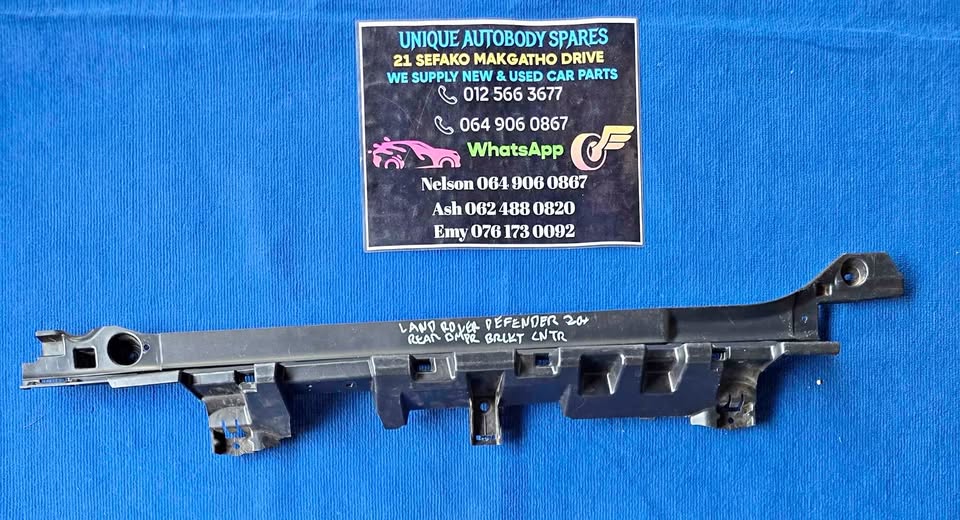 UNIQUE AUTOBODY SPARES
21 SEFAKO MAKGATHO DRIVE
WE SUPPLY NEW & USED CAR PARTS
012 566 3677
064 906 0867
WhatsApp
Nelson 064 906 0867
Ash 062 488 0820
Emy 076 173 0092
LAND ROVER DEFENDER 20+
REAR BMPR BRCKT CNTR